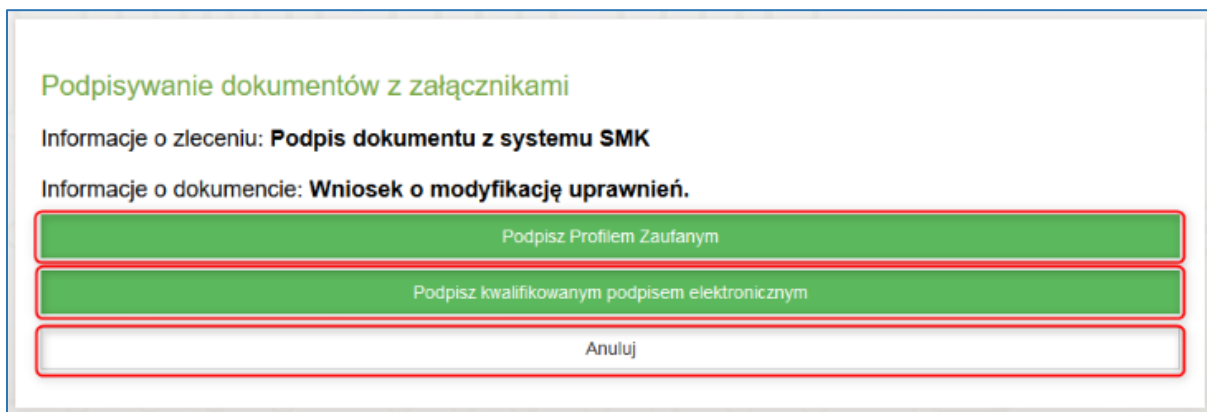 Podpisywanie dokumentów z załącznikami
Informacje o zleceniu: Podpis dokumentu z systemu SMK
Informacje o dokumencie: Wniosek o modyfikację uprawnień.
Podpisz Profilem Zaufanym
Podpisz kwalifikowanym podpisem elektronicznym
Anuluj